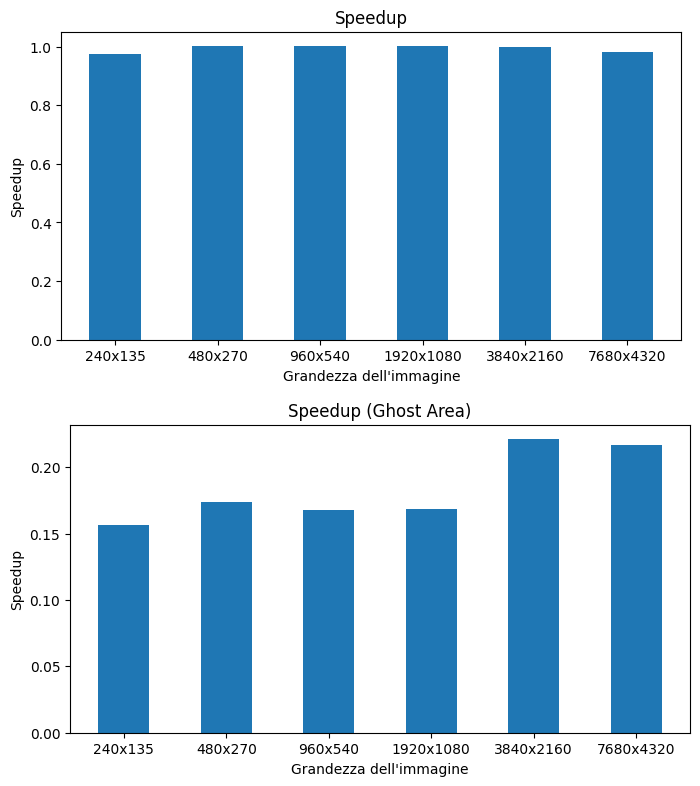 Speedup
1.0
0.8
0.6
0.4
0.2
0.0
Speedup
240x135 480x270 960x540 1920x1080 3840x2160 7680x4320
Grandezza dell'immagine
Speedup (Ghost Area)
0.20
0.15
0.10
0.05
0.00
Speedup
240x135 480x270 960x540 1920x1080 3840x2160 7680x4320
Grandezza dell'immagine